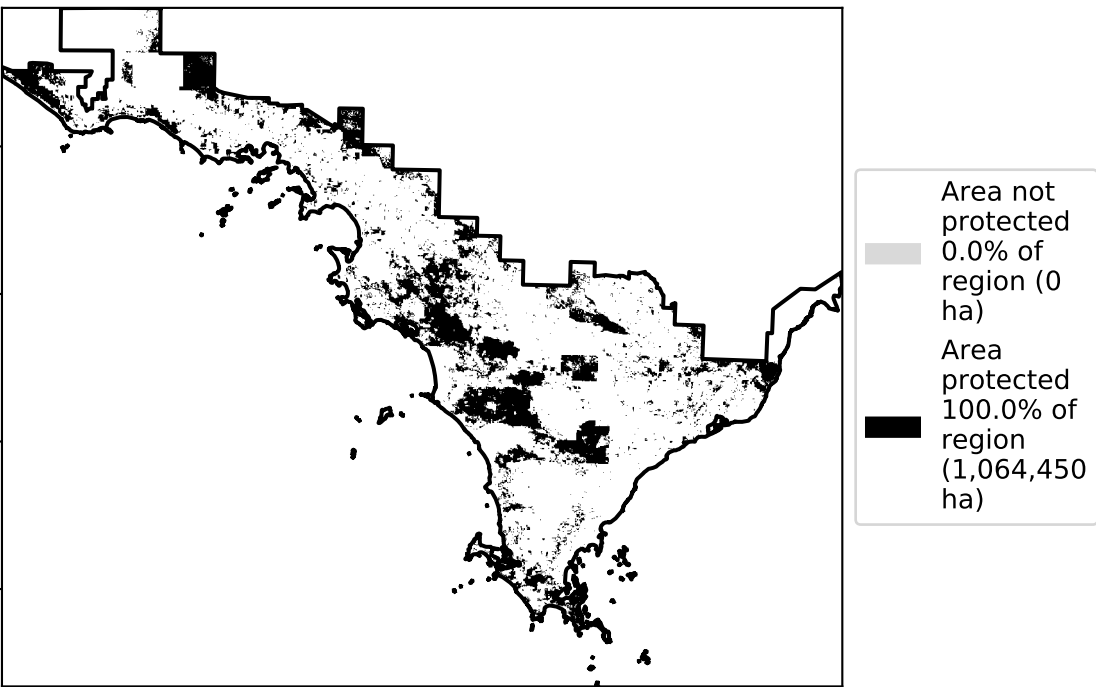 Area not
protected
0.0% of
region (0
ha)
Area
protected
100.0% of
region
(1,064,450
ha)